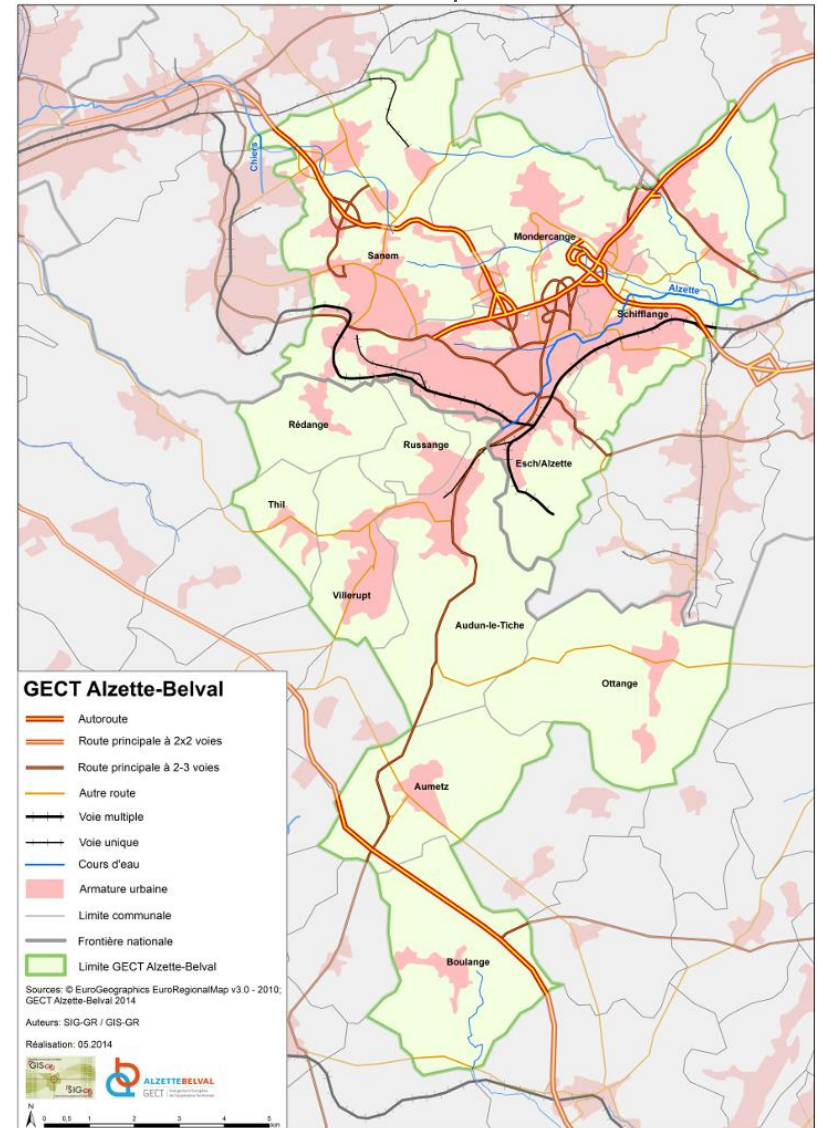 Chiers
Mondercange
Sanem
Alzette
Schifflange
Rédange
Russange
Esch/Alzette
Thil
Villerupt
Audun-le-Tiche
Ottange
Aumetz
Boulange
GECT Alzette-Belval
Autoroute
Route principale à 2x2 voies
Route principale à 2-3 voies
Autre route
Voie multiple
Voie unique
Cours d'eau
Armature urbaine
Limite communale
Frontière nationale
Limite GECT Alzette-Belval
Sources: © EuroGeographics EuroRegionalMap v3.0 - 2010;
GECT Alzette-Belval 2014
Auteurs: SIG-GR / GIS-GR
Réalisation: 05.2014
GIS-GR
SIG-GR
ALZETTEBELVAL
GECT
N
0 0,5 1 2 3 4 5
km